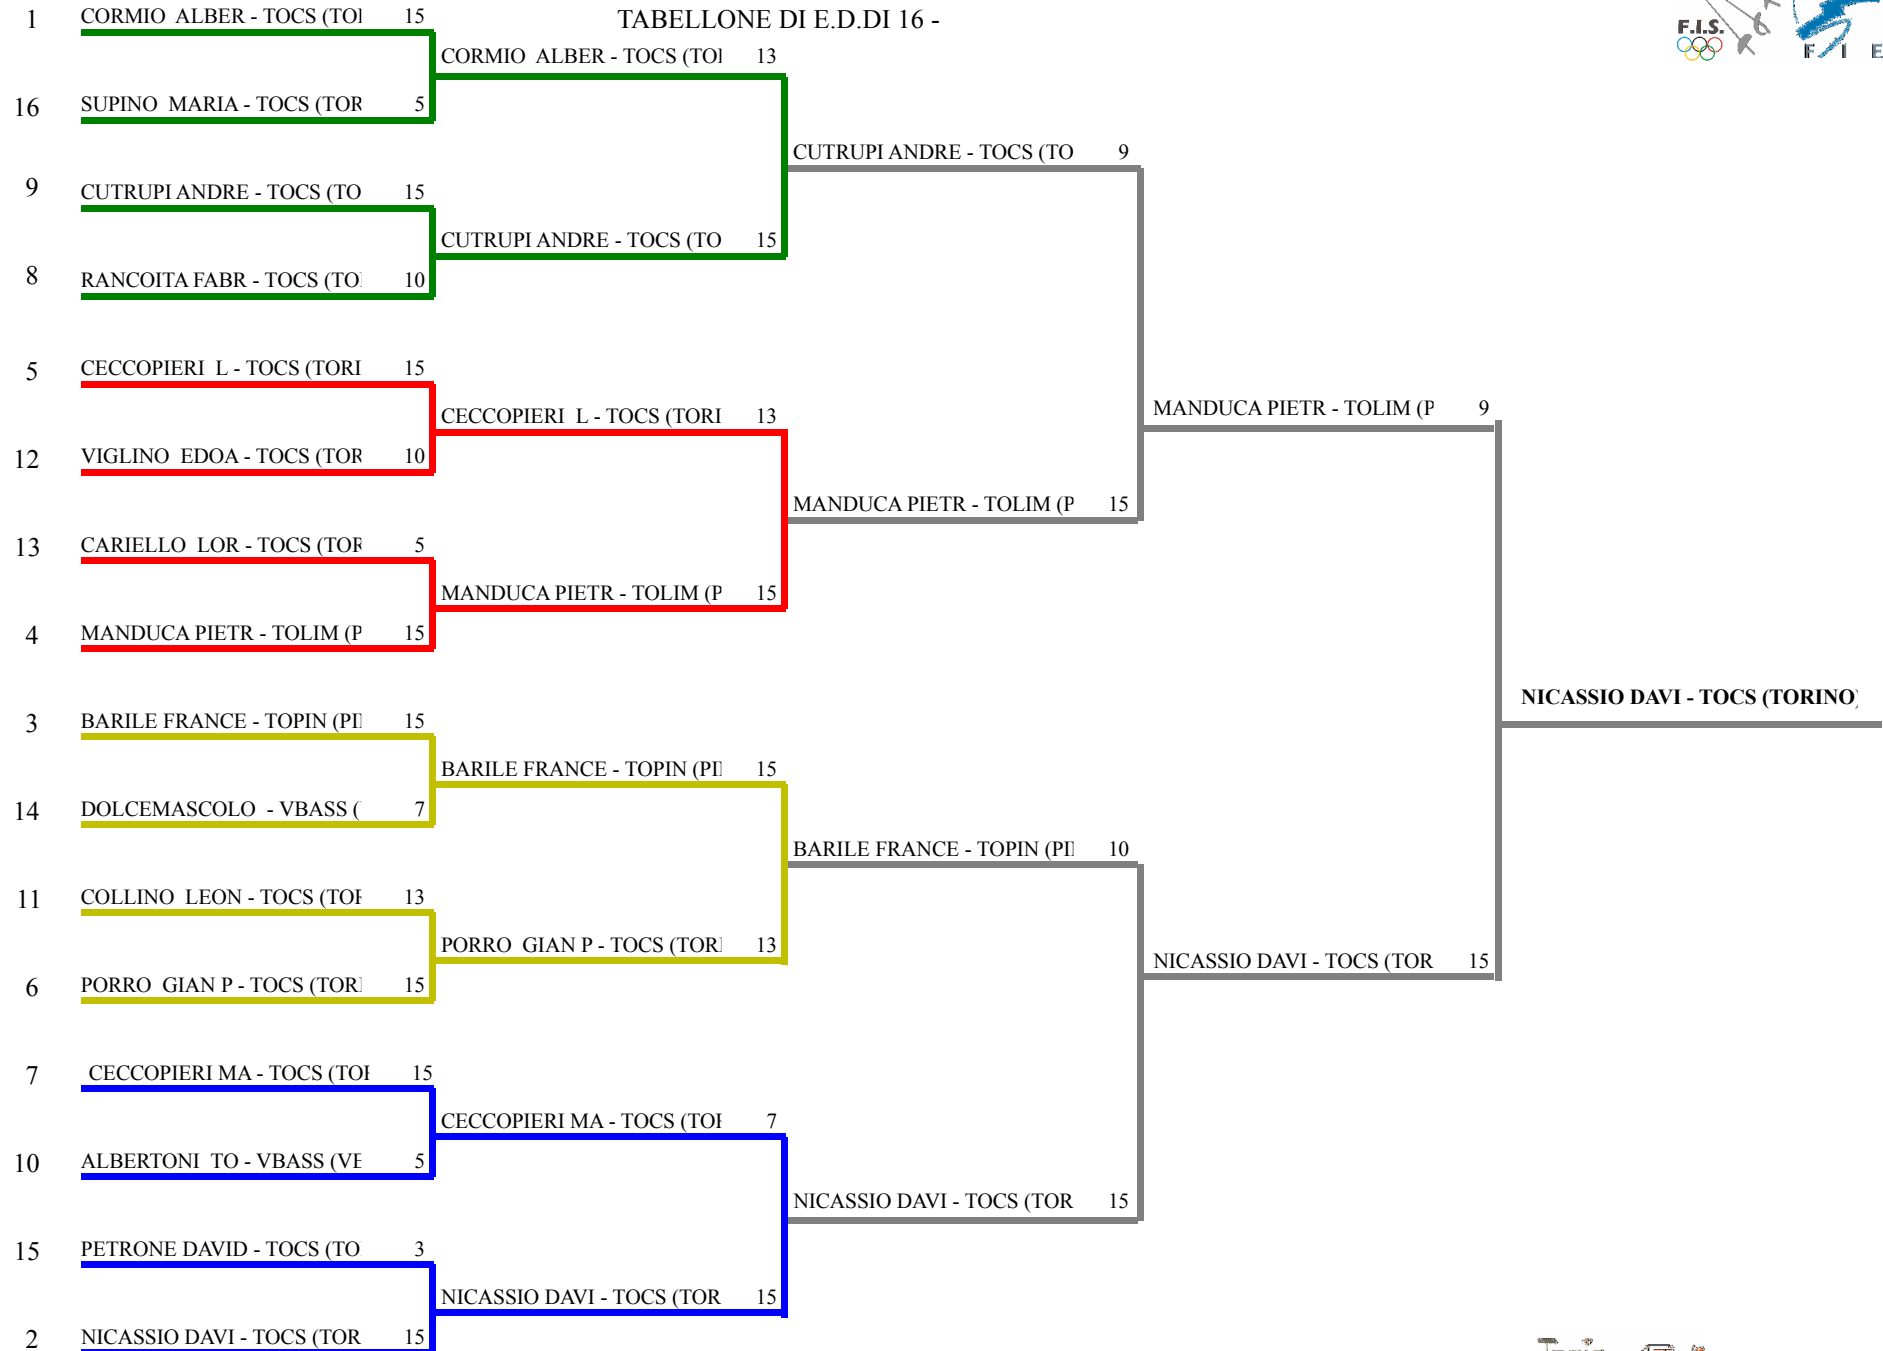 TABELLONE DI E.D.DI 16 -
F.I.S.
F I E
1 CORMIO ALBER - TOCS (TOI 15
CORMIO ALBER - TOCS (TOI 13
16 SUPINO MARIA - TOCS (TOR 5
CUTRUPI ANDRE - TOCS (TO 9
9 CUTRUPI ANDRE - TOCS (TO 15
CUTRUPI ANDRE - TOCS (TO 15
8 RANCOITA FABR - TOCS (TO 10
5 CECCOPIERI L - TOCS (TORI 15
CECCOPIERI L - TOCS (TORI 13
MANDUCA PIETR - TOLIM (P 9
12 VIGLINO EDOA - TOCS (TOR 10
MANDUCA PIETR - TOLIM (P 15
13 CARIELLO LOR - TOCS (TOR 5
MANDUCA PIETR - TOLIM (P 15
4 MANDUCA PIETR - TOLIM (P 15
NICASSIO DAVI - TOCS (TORINO)
3 BARILE FRANCE - TOPIN (PI 15
BARILE FRANCE - TOPIN (PI 15
14 DOLCEMASCOLO - VBASS ( 7
BARILE FRANCE - TOPIN (PI 10
11 COLLINO LEON - TOCS (TOR 13
PORRO GIAN P - TOCS (TOR 13
NICASSIO DAVI - TOCS (TOR 15
6 PORRO GIAN P - TOCS (TOR 15
7 CECCOPIERI MA - TOCS (TOR 15
CECCOPIERI MA - TOCS (TOR 7
10 ALBERTONI TO - VBASS (VE 5
NICASSIO DAVI - TOCS (TOR 15
15 PETRONE DAVID - TOCS (TO 3
NICASSIO DAVI - TOCS (TOR 15
2 NICASSIO DAVI - TOCS (TOR 15